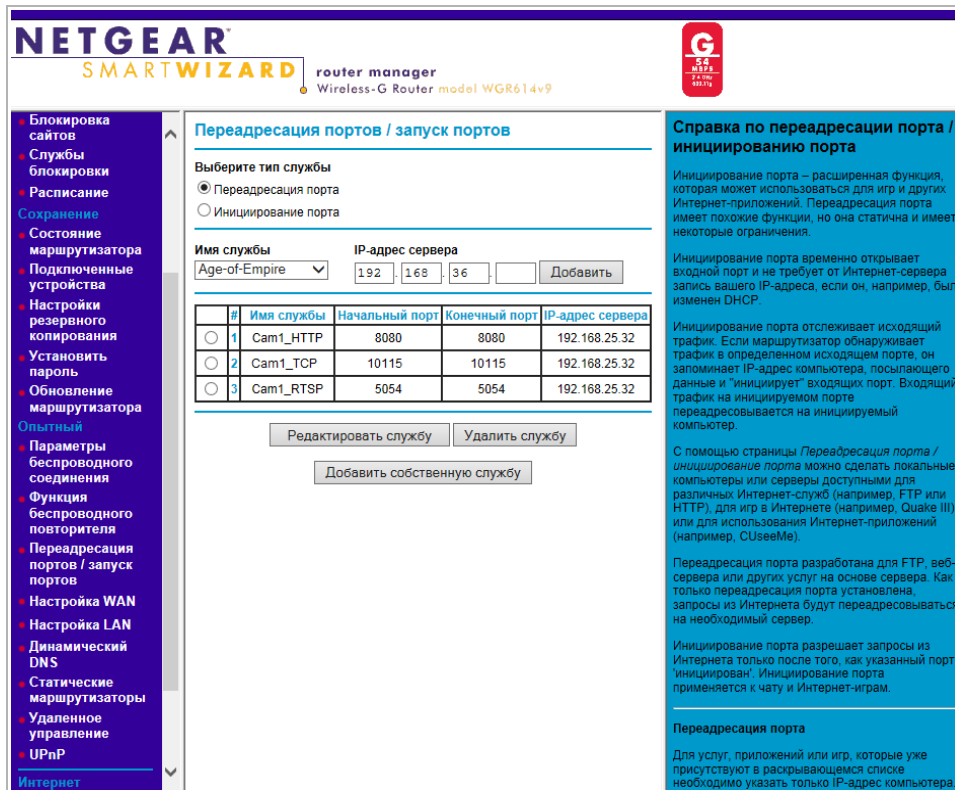 NETGEAR
SMARTWIZARD router manager
Wireless-G Router model WGR614v9
G
54
MBPS
2.4 GHz
802.11g
Блокировка
сайтов
Службы
блокировки
Расписание
Сохранение
Состояние
маршрутизатора
Подключенные
устройства
Настройки
резервного
копирования
Установить
пароль
Обновление
маршрутизатора
Опытный
Параметры
беспроводного
соединения
Функция
беспроводного
повторителя
Переадресация
портов / запуск
портов
Настройка WAN
Настройка LAN
Динамический
DNS
Статические
маршрутизаторы
Удаленное
управление
UPnP
Интернет
Переадресация портов / запуск портов
Выберите тип службы
Переадресация порта
Инициирование порта
Имя службы IP-адрес сервера
Age-of-Empire 192 . 168 . 36 . Добавить
# Имя службы Начальный порт Конечный порт IP-адрес сервера
1 Cam1_HTTP 8080 8080 192.168.25.32
2 Cam1_TCP 10115 10115 192.168.25.32
3 Cam1_RTSP 5054 5054 192.168.25.32
Редактировать службу Удалить службу
Добавить собственную службу
Справка по переадресации порта /
инициированию порта
Инициирование порта – расширенная функция,
которая может использоваться для игр и других
Интернет-приложений. Переадресация порта
имеет похожие функции, но она статична и имеет
некоторые ограничения.
Инициирование порта временно открывает
входной порт и не требует от Интернет-сервера
запись вашего IP-адреса, если он, например, был
изменен DHCP.
Инициирование порта отслеживает исходящий
трафик. Если маршрутизатор обнаруживает
трафик в определенном исходящем порте, он
запоминает IP-адрес компьютера, посылающего
данные и "инициирует" входящих порт. Входящий
трафик на инициируемом порте
переадресовывается на инициируемый
компьютер.
С помощью страницы Переадресация порта /
инициирование порта можно сделать локальные
компьютеры или серверы доступными для
различных Интернет-служб (например, FTP или
HTTP), для игр в Интернете (например, Quake III)
или для использования Интернет-приложений
(например, CUseeMe).
Переадресация порта разработана для FTP, веб-
сервера или других услуг на основе сервера. Как
только переадресация порта установлена,
запросы из Интернета будут переадресовываться
на необходимый сервер.
Инициирование порта разрешает запросы из
Интернета только после того, как указанный порт
'инициирован'. Инициирование порта
применяется к чату и Интернет-играм.
Переадресация порта
Для услуг, приложений или игр, которые уже
присутствуют в раскрывающемся списке
необходимо указать только IP-адрес компьютера.